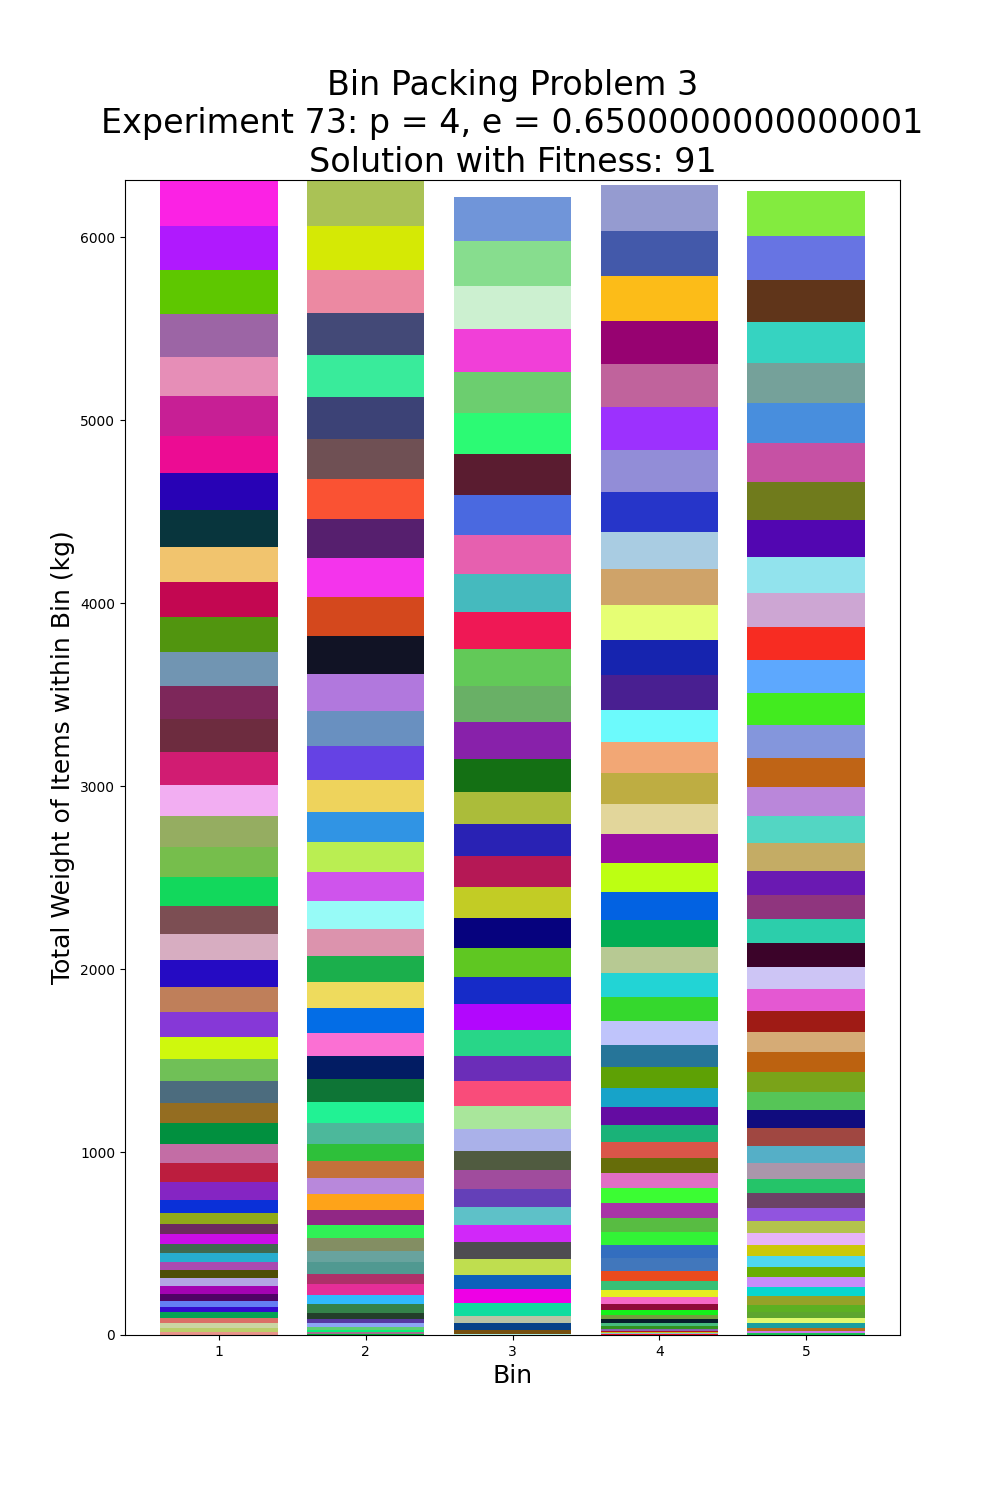 Bin Packing Problem 3
Experiment 73: p = 4, e = 0.6500000000000001
Solution with Fitness: 91
Total Weight of Items within Bin (kg)
6000
5000
4000
3000
2000
1000
0
1 2 3 4 5
Bin